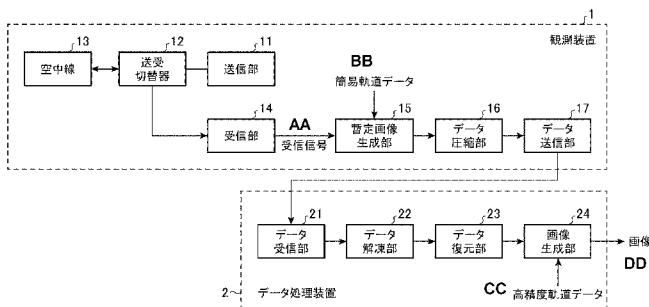 1
観測装置
13
空中線
12
送受
切替器
11
送信部
14
受信部
AA
受信信号
BB
簡易軌道データ
15
暫定画像
生成部
16
データ
圧縮部
17
データ
送信部
21
データ
受信部
22
データ
解凍部
23
データ
復元部
24
画像
生成部
画像
DD
2
データ処理装置
CC
高精度軌道データ